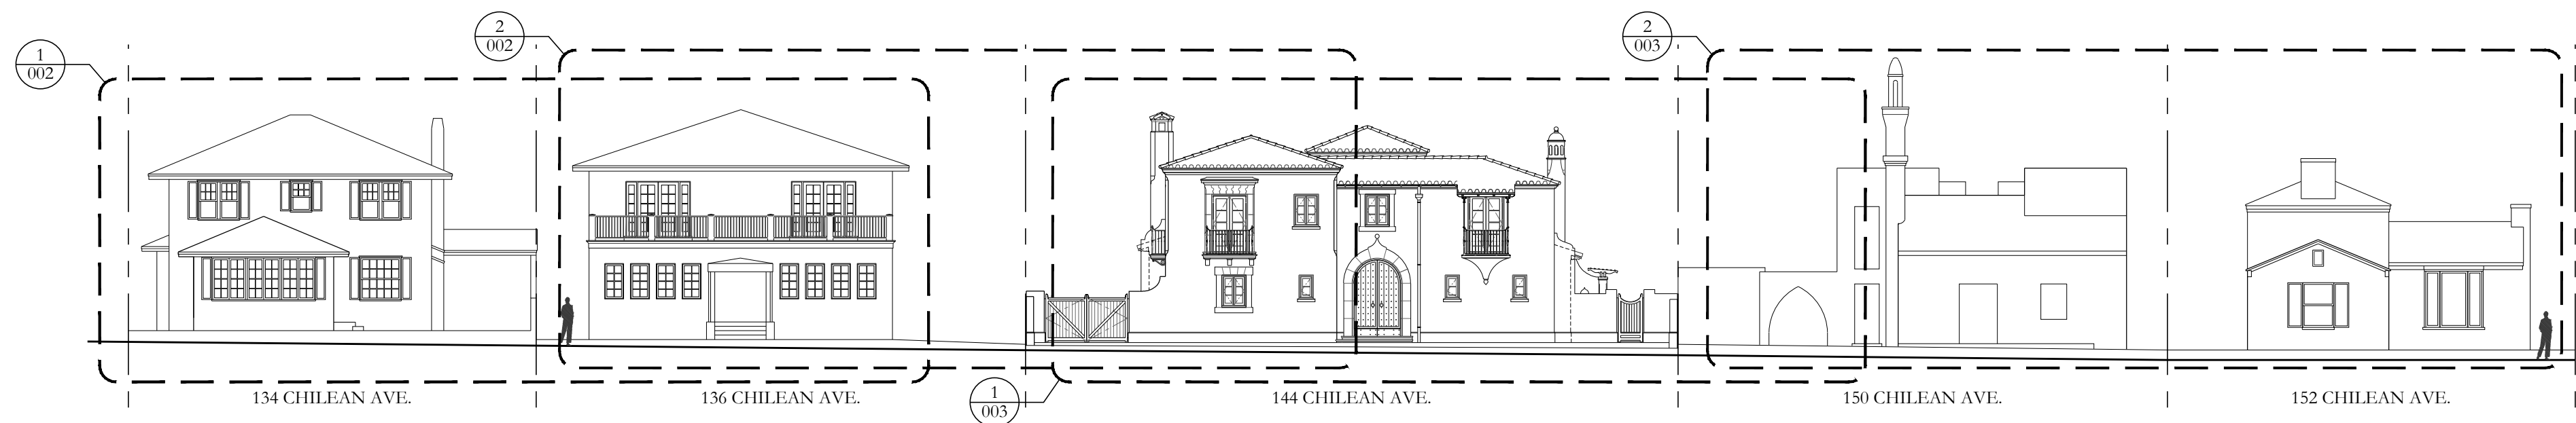 2
002
2
003
1
002
134 CHILEAN AVE.
136 CHILEAN AVE.
1
003
144 CHILEAN AVE.
150 CHILEAN AVE.
152 CHILEAN AVE.